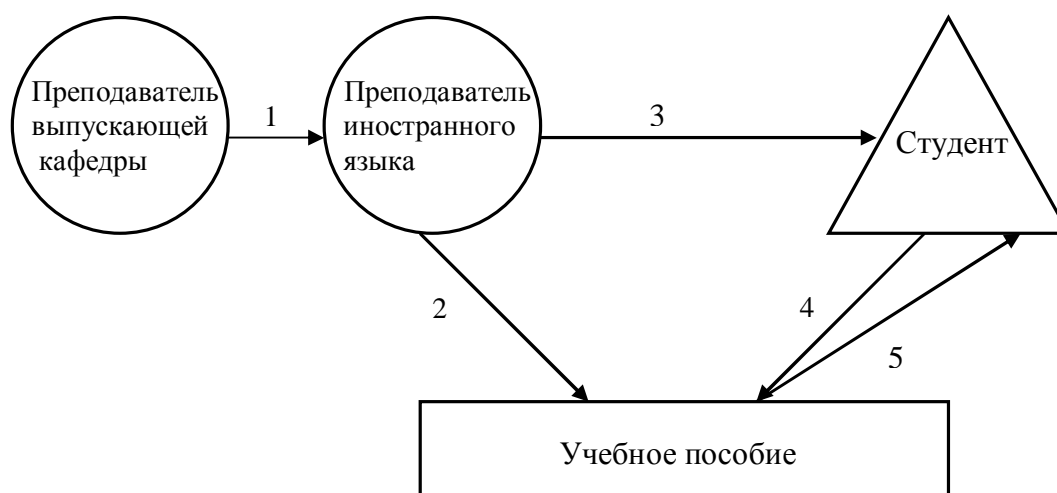 Преподаватель
выпускающей
кафедры
1
Преподаватель
иностранного
языка
3
Студент
2
4
5
Учебное пособие